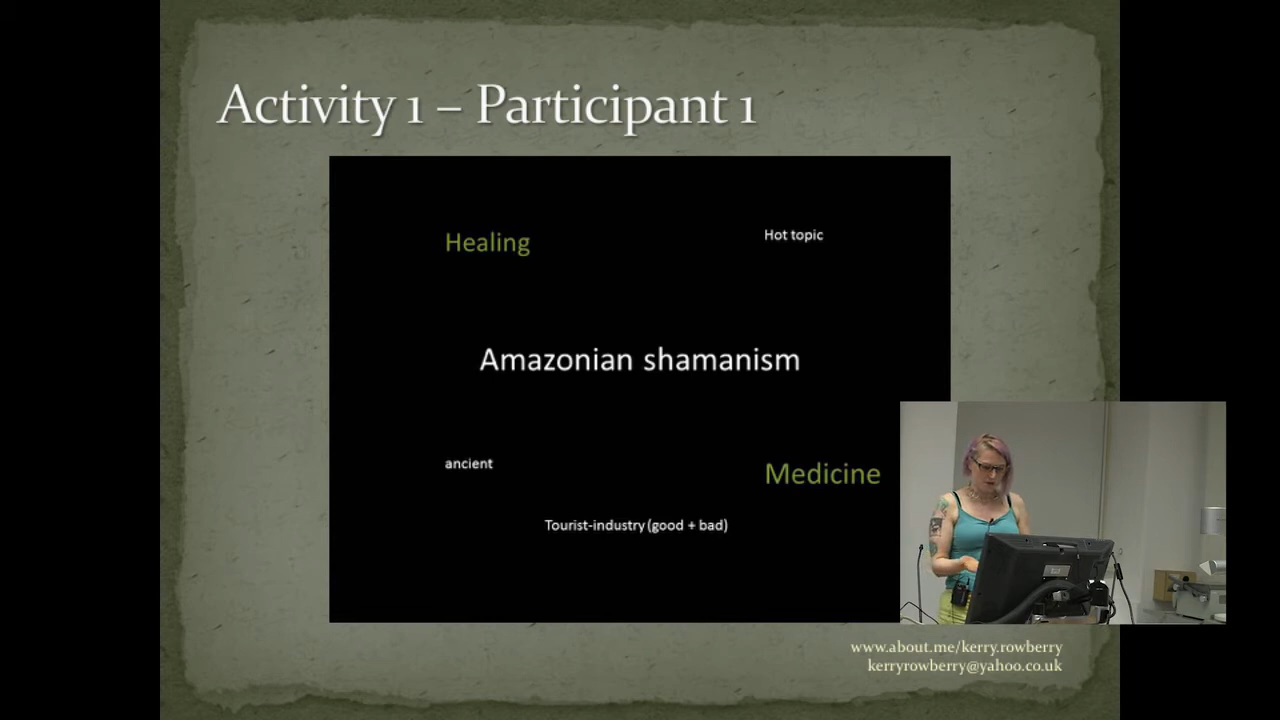 Activity 1 – Participant 1
Healing
Hot topic
Amazonian shamanism
ancient
Medicine
Tourist-industry (good + bad)
www.about.me/kerry.rowberry
kerryrowberry@yahoo.co.uk